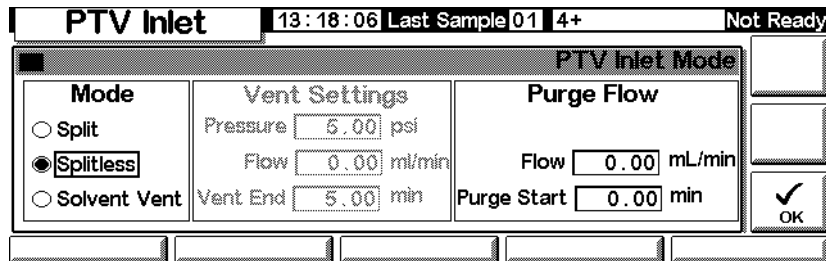 PTV Inlet 13:18:06 Last Sample 01 4+ Not Ready
PTV Inlet Mode
Mode Vent Settings Purge Flow
Split Pressure 5.00 psi
Splitless Flow 0.00 ml/min Flow 0.00 mL/min
Solvent Vent Vent End 5.00 min Purge Start 0.00 min
OK